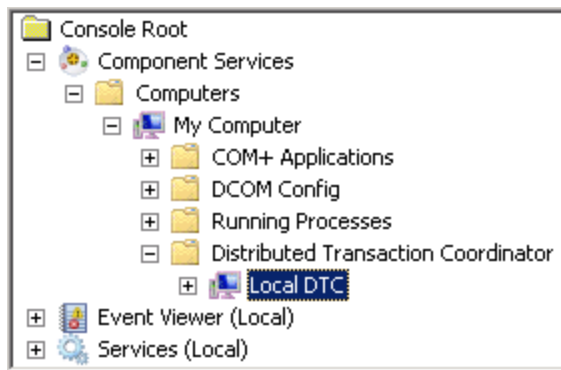 Console Root
Component Services
Computers
My Computer
COM+ Applications
DCOM Config
Running Processes
Distributed Transaction Coordinator
Local DTC
Event Viewer (Local)
Services (Local)